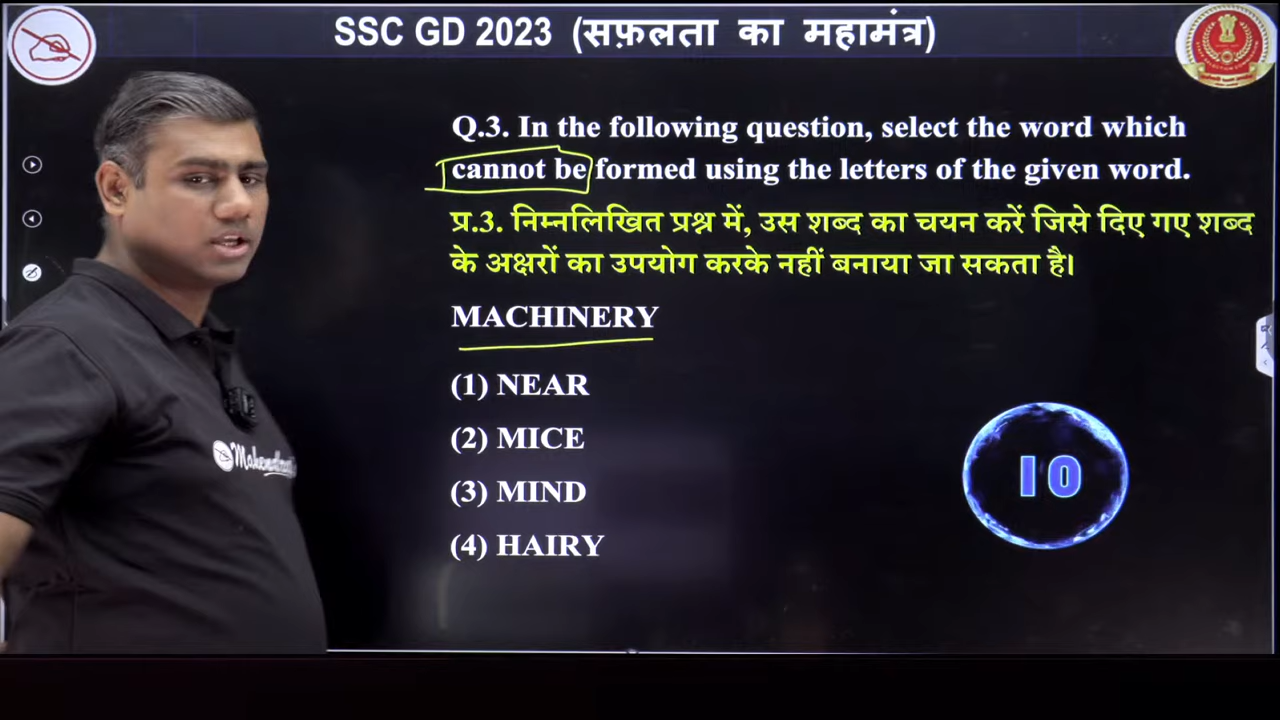 SSC GD 2023 (सफ़लता का महामंत्र)
Q.3. In the following question, select the word which
cannot be formed using the letters of the given word.
प्र.3. निम्नलिखित प्रश्न में, उस शब्द का चयन करें जिसे दिए गए शब्द
के अक्षरों का उपयोग करके नहीं बनाया जा सकता है।
MACHINERY
(1) NEAR
(2) MICE
(3) MIND
(4) HAIRY
10